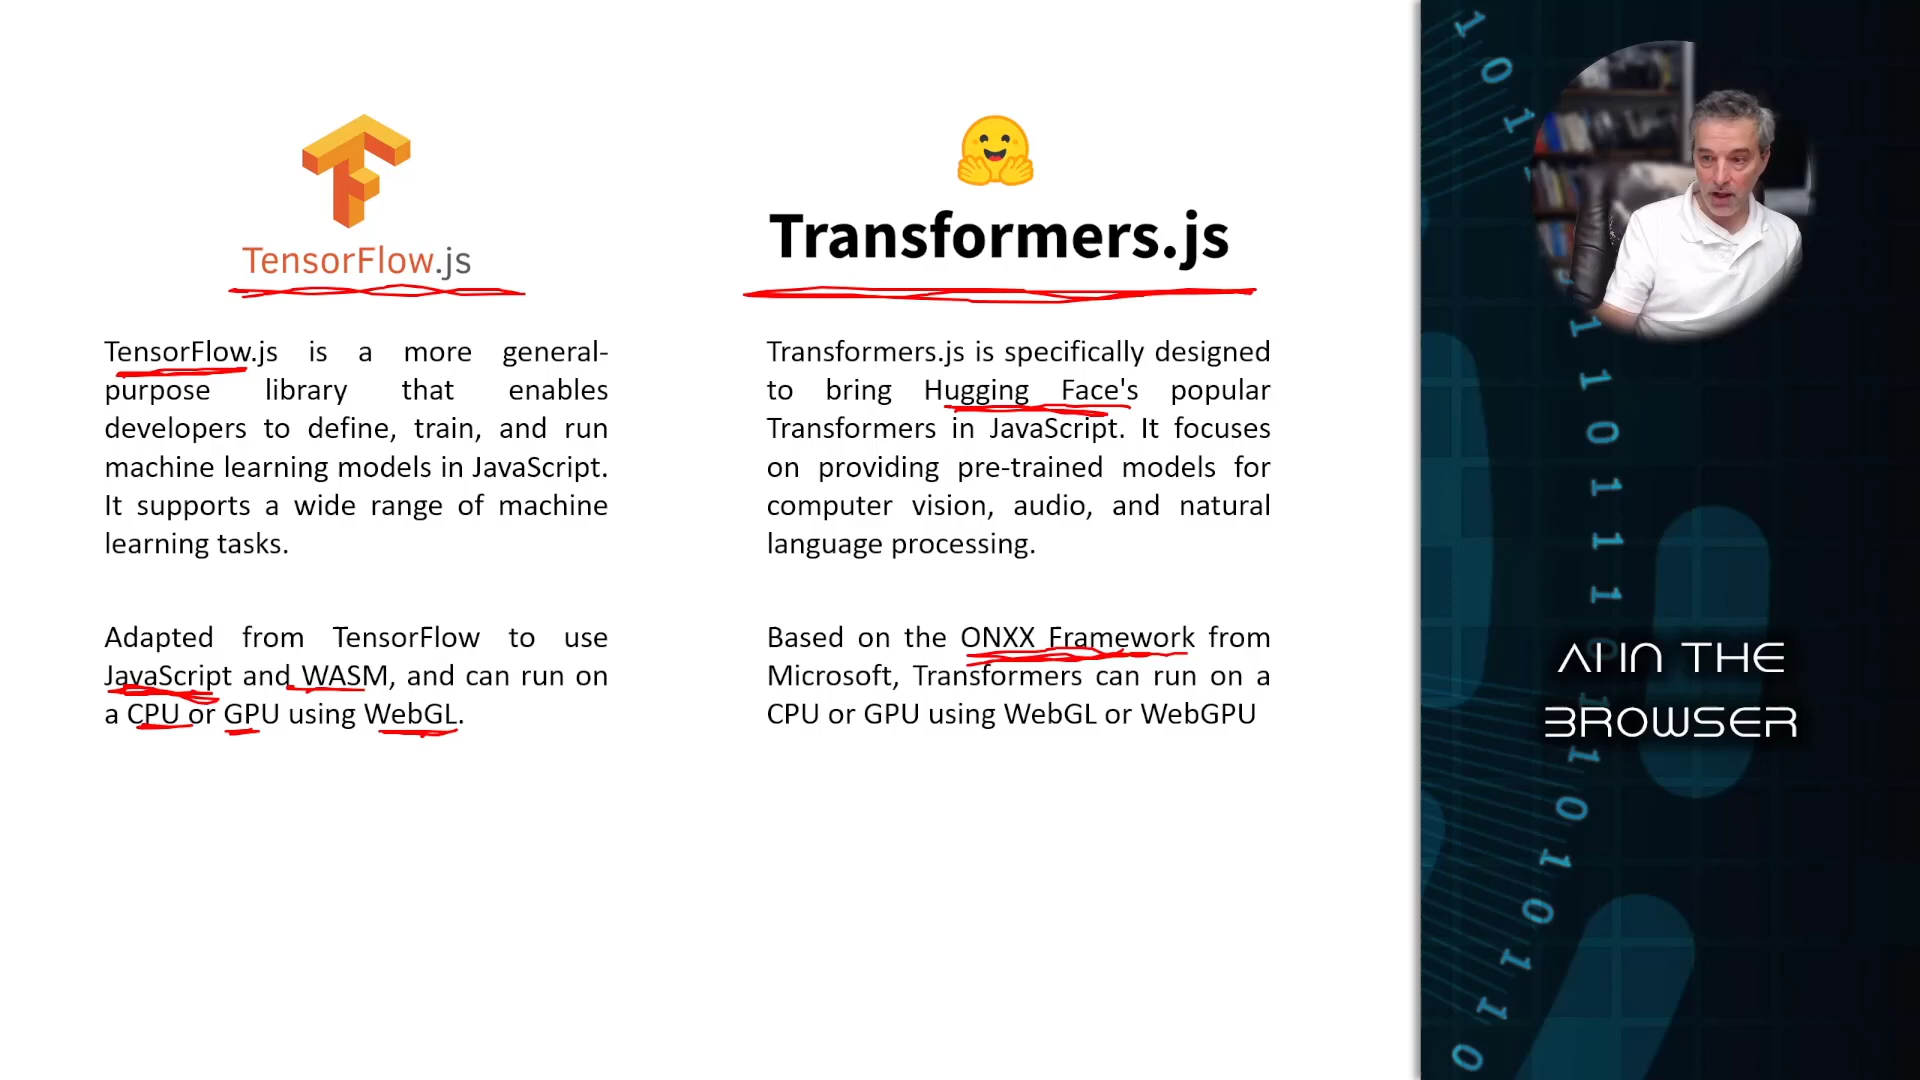 TensorFlow.js
TensorFlow.js is a more general-
purpose library that enables
developers to define, train, and run
machine learning models in JavaScript.
It supports a wide range of machine
learning tasks.
Adapted from TensorFlow to use
JavaScript and WASM, and can run on
a CPU or GPU using WebGL.
Transformers.js
Transformers.js is specifically designed
to bring Hugging Face's popular
Transformers in JavaScript. It focuses
on providing pre-trained models for
computer vision, audio, and natural
language processing.
Based on the ONXX Framework from
Microsoft, Transformers can run on a
CPU or GPU using WebGL or WebGPU
AI IN THE
BROWSER